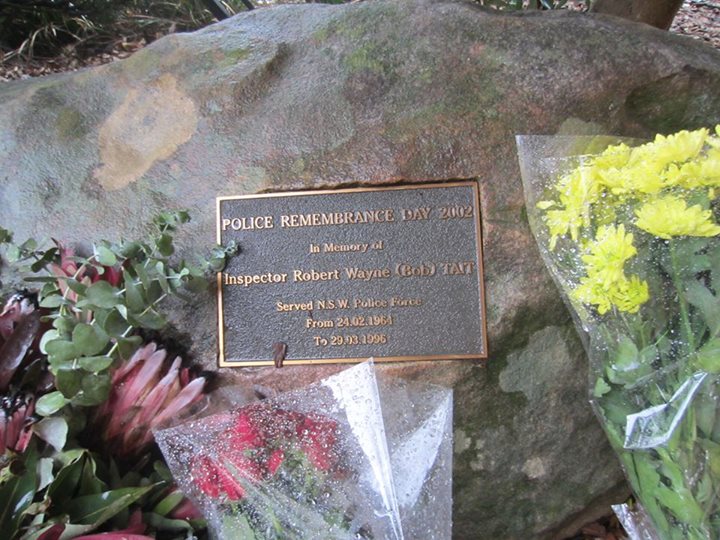 POLICE REMEMBRANCE DAY 2002
In Memory of
Inspector Robert Wayne (Bob) TAIT
Served N.S.W. Police Force
From 24.02.1964
To 29.03.1996